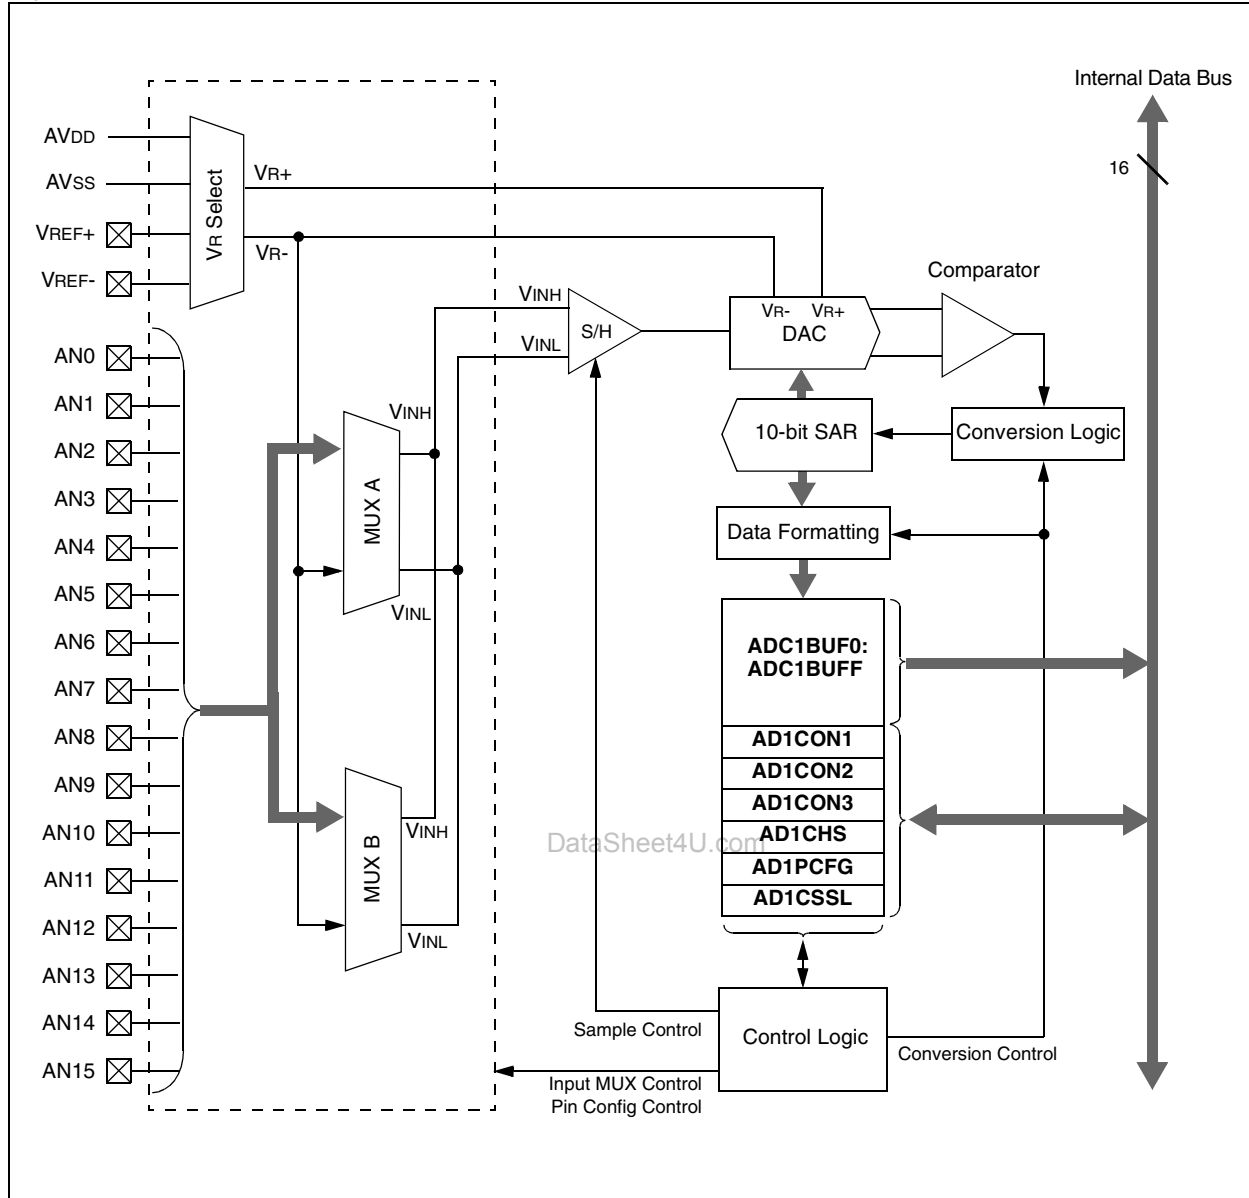 Internal Data Bus
16
AVDD
AVSS
VREF+
VREF-
VR Select
VR+
VR-
AN0
AN1
AN2
AN3
AN4
AN5
AN6
AN7
AN8
AN9
AN10
AN11
AN12
AN13
AN14
AN15
MUX A
VINH
VINL
MUX B
VINH
VINL
VINH
VINL
S/H
VR- VR+
DAC
Comparator
10-bit SAR
Conversion Logic
Data Formatting
ADC1BUF0:
ADC1BUFF
AD1CON1
AD1CON2
AD1CON3
AD1CHS
AD1PCFG
AD1CSSL
DataSheet4U.com
Control Logic
Sample Control
Conversion Control
Input MUX Control
Pin Config Control